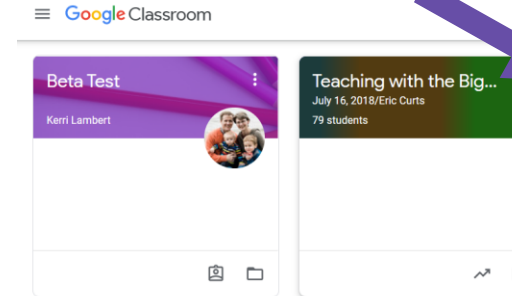 Google Classroom
Beta Test
Kerri Lambert
Teaching with the Big...
July 16, 2018/Eric Curts
79 students